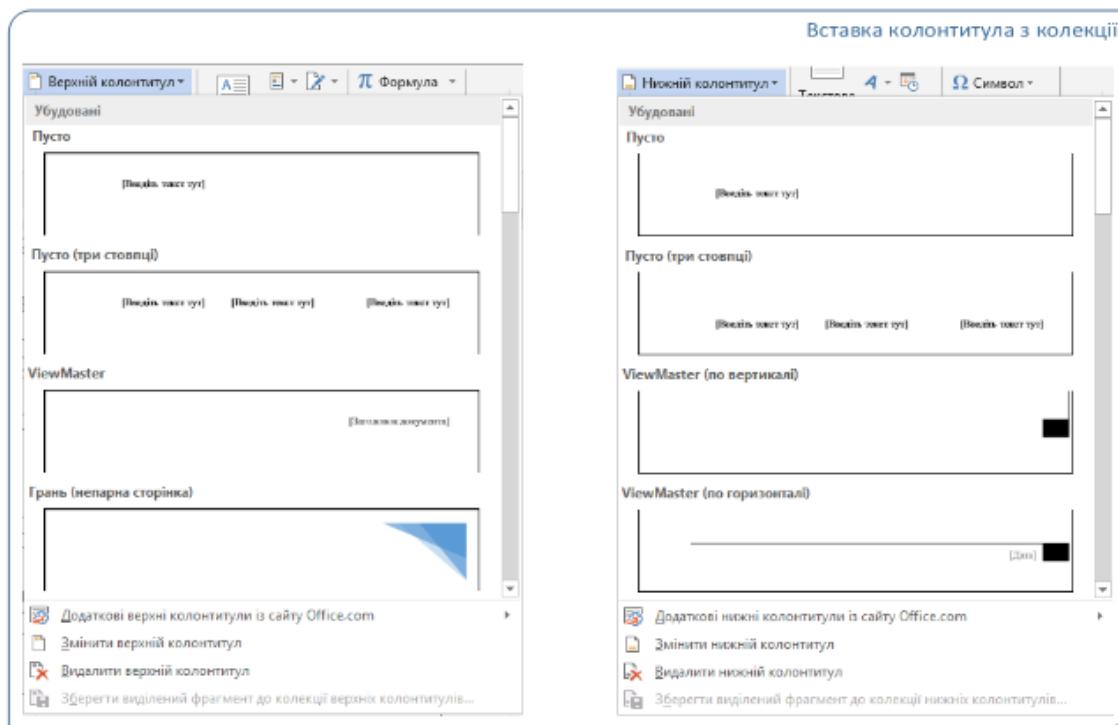 Вставка колонтитула з колекції
Верхній колонтитул
Формула
Убудовані
Пусто
[Введіть текст тут]
Пусто (три стовпці)
[Введіть текст тут] [Введіть текст тут] [Введіть текст тут]
ViewMaster
[Заголовок документа]
Грань (непарна сторінка)
Додаткові верхні колонтитули із сайту Office.com
Змінити верхній колонтитул
Видалити верхній колонтитул
Зберегти виділений фрагмент до колекції верхніх колонтитулів...
Нижній колонтитул
Символ
Убудовані
Пусто
[Введіть текст тут]
Пусто (три стовпці)
[Введіть текст тут] [Введіть текст тут] [Введіть текст тут]
ViewMaster (по вертикалі)
ViewMaster (по горизонталі)
[Дата]
Додаткові нижні колонтитули із сайту Office.com
Змінити нижній колонтитул
Видалити нижній колонтитул
Зберегти виділений фрагмент до колекції нижніх колонтитулів...